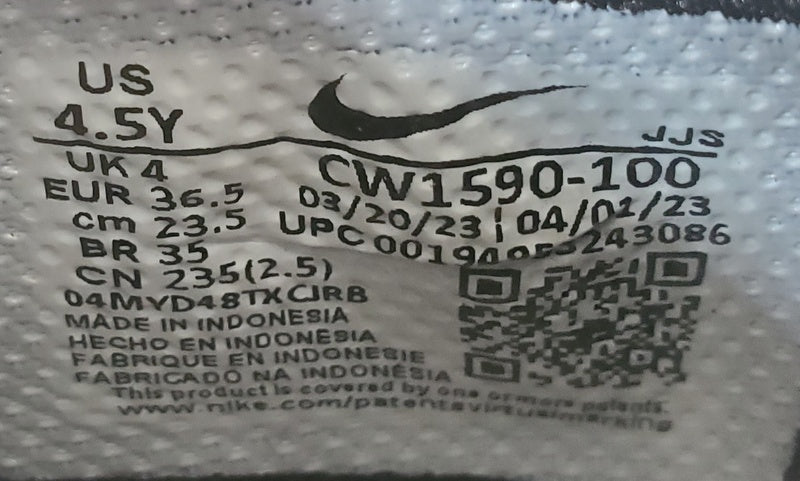 US
4.5Y
JJS
UK 4
CW1590-100
EUR 36.5
03/20/23 | 04/01/23
cm 23.5
UPC
BR 35
CN 235(2.5)
04MYD48TXCJRB
MADE IN INDONESIA
HECHO EN INDONESIA
FABRIQUE EN INDONESIE
FABRICADO NA INDONESIA
This product is covered by one or more patents.
www.nike.com/patentsvirtualmarking